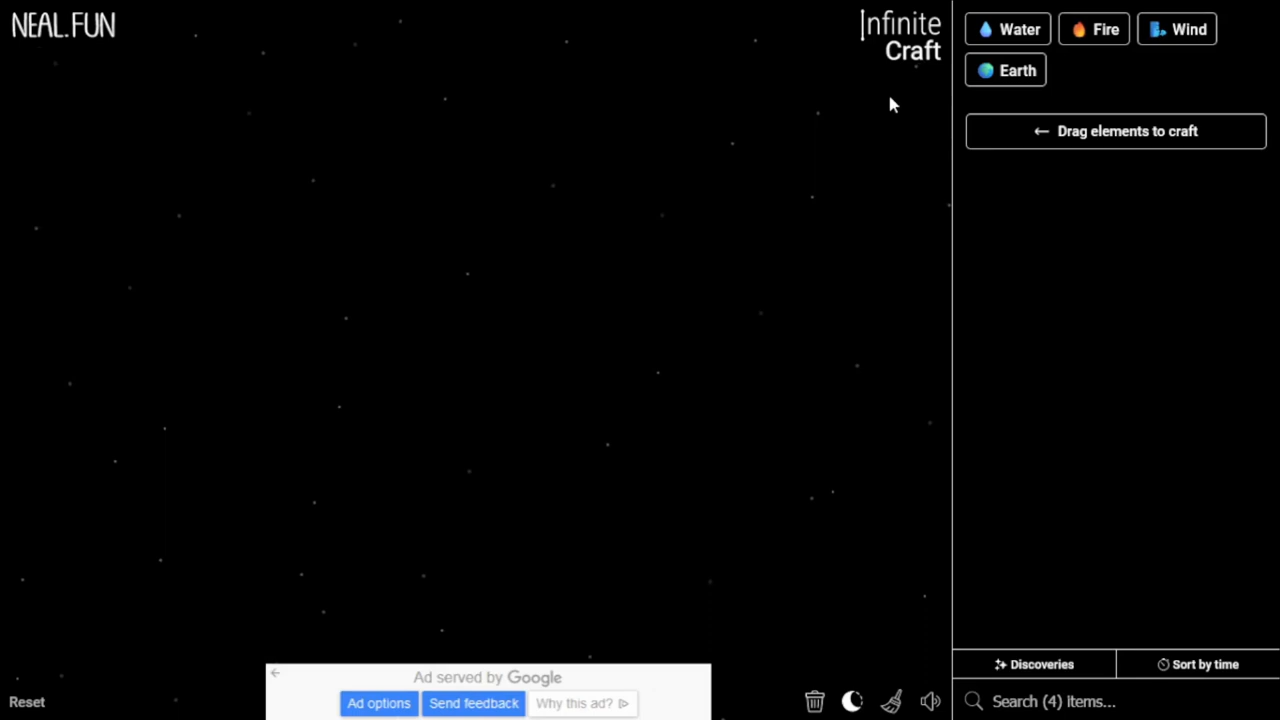 NEAL.FUN
Infinite
Craft
Water
Fire
Wind
Earth
← Drag elements to craft
Ad served by Google
Ad options
Send feedback
Why this ad?
Reset
Discoveries
Sort by time
Search (4) items...